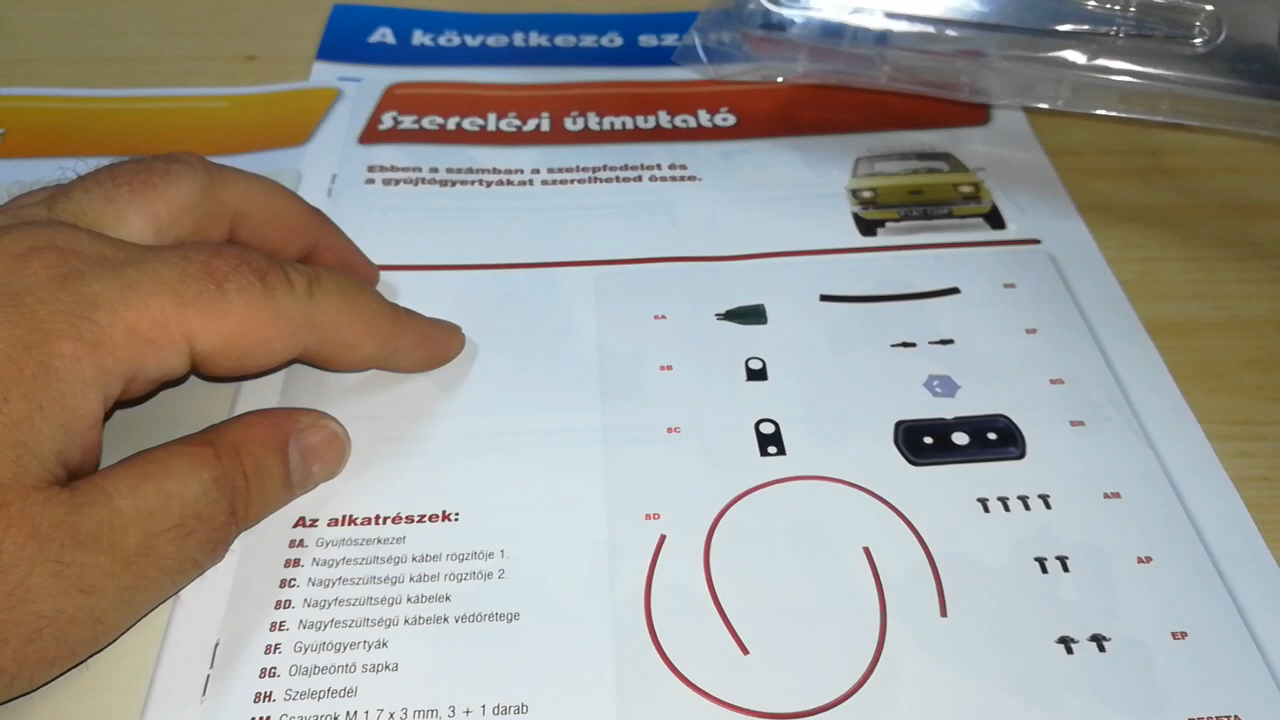 A következő sz
Szerelési útmutató
Ebben a számban a szelepfedelet és
a gyújtógyertyákat szerelheted össze.
8A
8B
8C
8D
8G
AM
AP
EP
Az alkatrészek:
8A. Gyújtószerkezet
8B. Nagyfeszültségű kábel rögzítője 1.
8C. Nagyfeszültségű kábel rögzítője 2.
8D. Nagyfeszültségű kábelek
8E. Nagyfeszültségű kábelek védőrétege
8F. Gyújtógyertyák
8G. Olajbeöntő sapka
8H. Szelepfedél
AM Csavarok M 1,7 x 3 mm, 3 + 1 darab